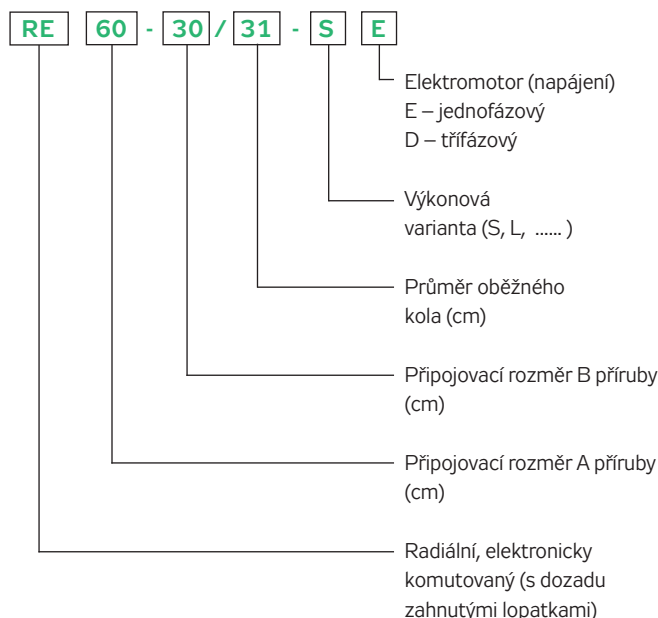 RE 60 - 30 / 31 - S E
Elektromotor (napájení)
E – jednofázový
D – třífázový
Výkonová
varianta (S, L, ...... )
Průměr oběžného
kola (cm)
Připojovací rozměr B příruby
(cm)
Připojovací rozměr A příruby
(cm)
Radiální, elektronicky
komutovaný (s dozadu
zahnutými lopatkami)